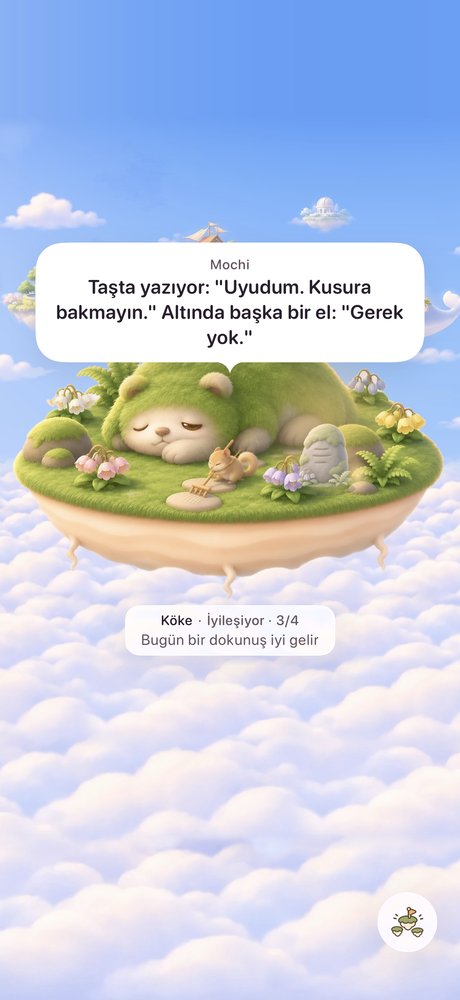 Mochi
Taşta yazıyor: "Uyudum. Kusura
bakmayın." Altında başka bir el: "Gerek
yok."
Köke · İyileşiyor · 3/4
Bugün bir dokunuş iyi gelir